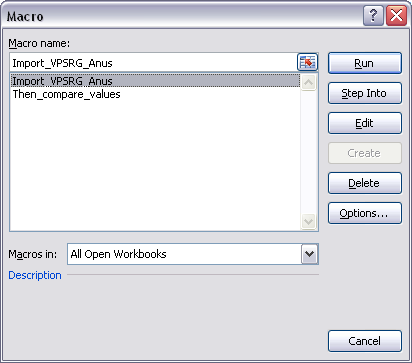 Macro
Macro name:
Import_VPSRG_Anus
Run
Import_VPSRG_Anus
Then_compare_values
Step Into
Edit
Create
Delete
Options...
Macros in: All Open Workbooks
Description
Cancel